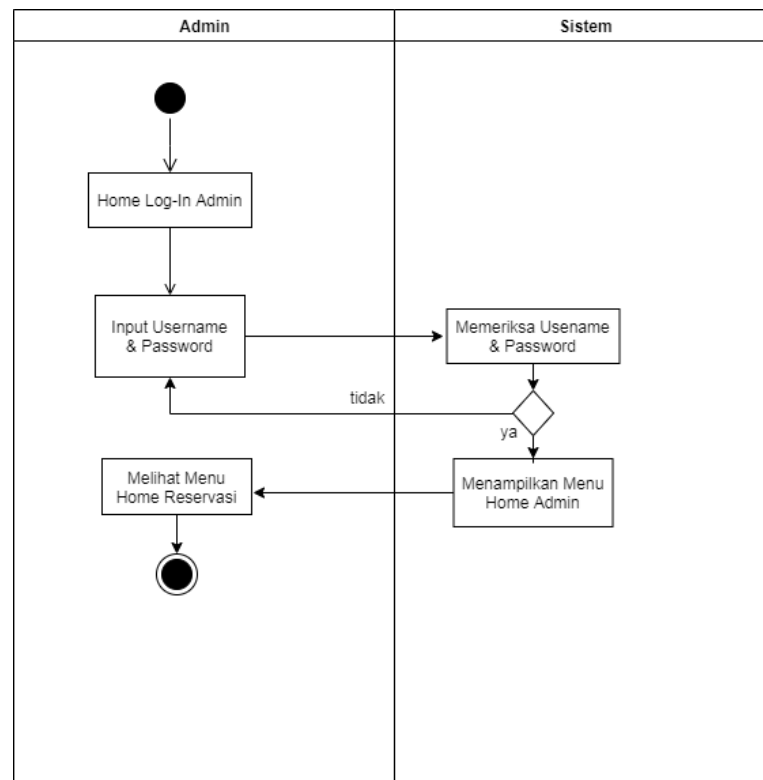 Admin
Sistem
Home Log-In Admin
Input Username
& Password
Memeriksa Usename
& Password
tidak
ya
Menampilkan Menu
Home Admin
Melihat Menu
Home Reservasi